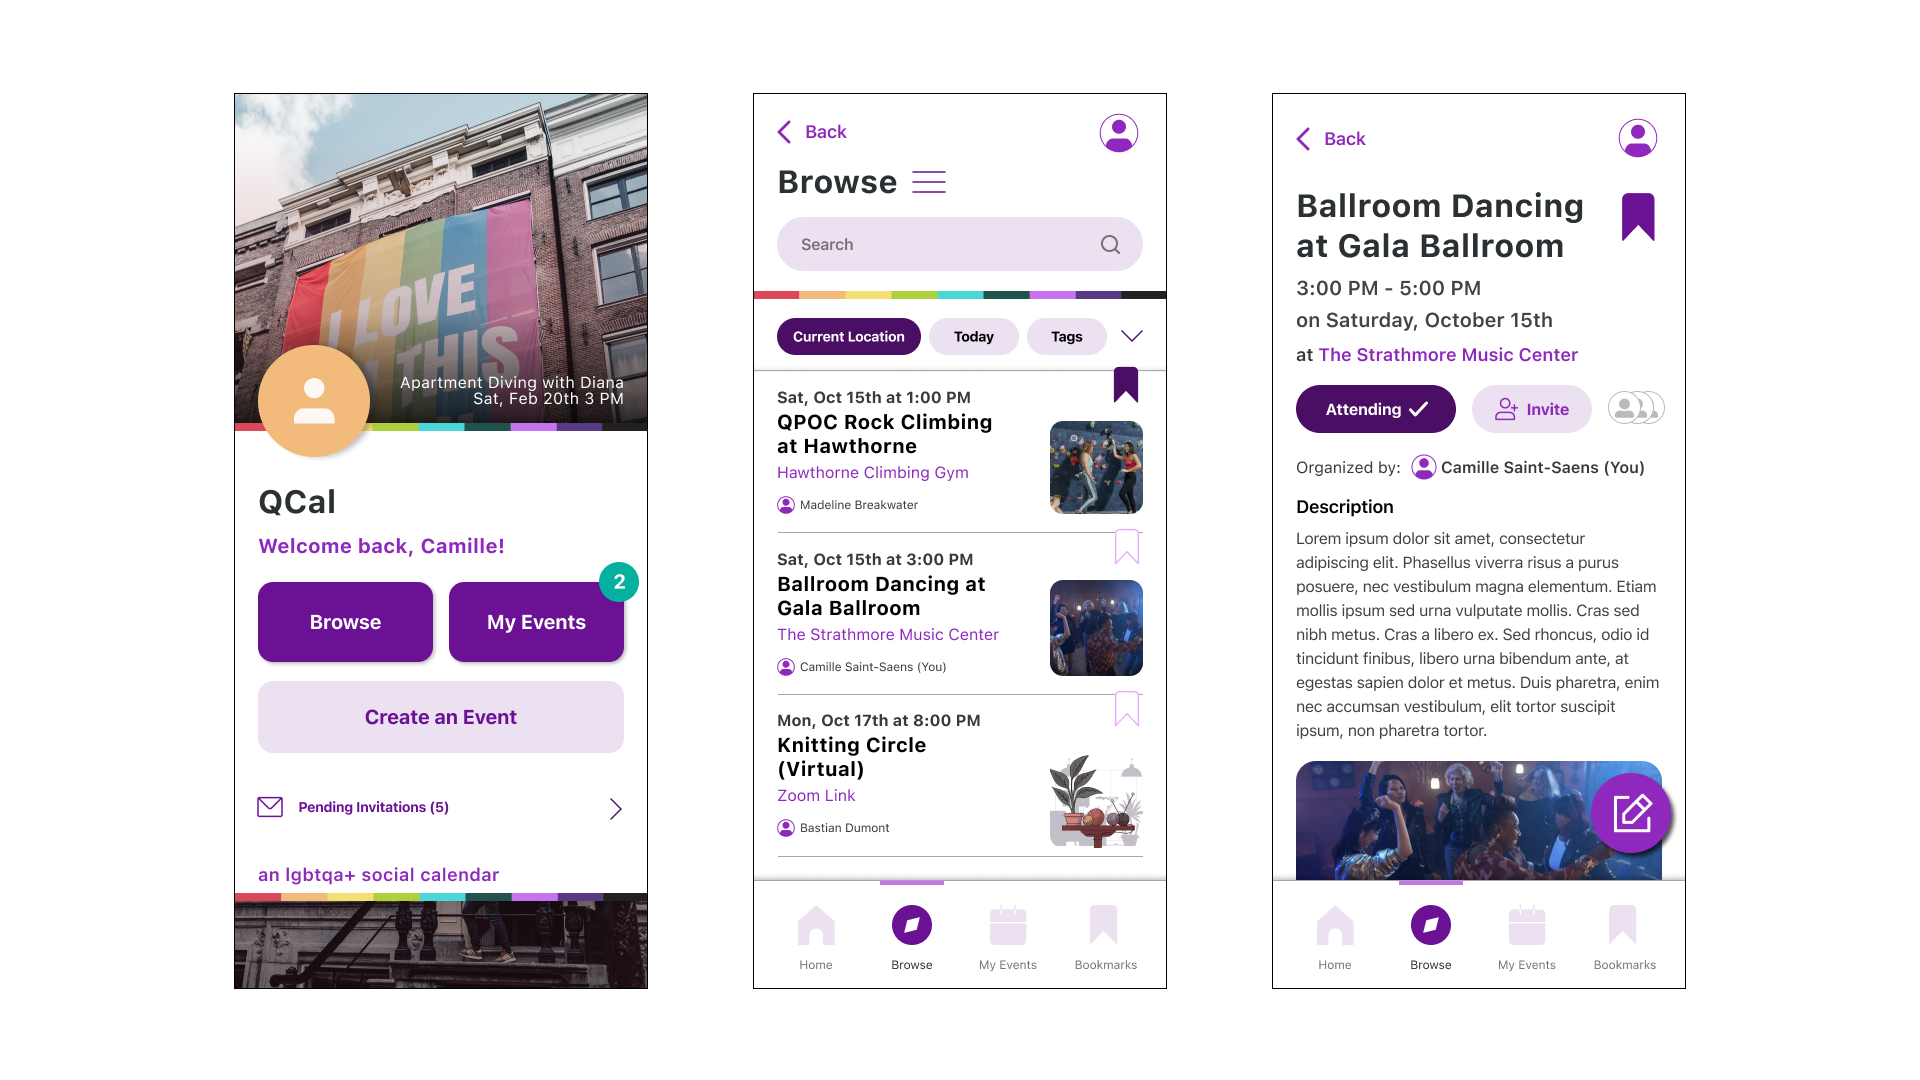 I LOVE
THIS
Apartment Diving with Diana
Sat, Feb 20th 3 PM
QCal
Welcome back, Camille!
2
Browse
My Events
Create an Event
Pending Invitations (5)
an lgbtqa+ social calendar
Back
Browse
Search
Current Location
Today
Tags
Sat, Oct 15th at 1:00 PM
QPOC Rock Climbing
at Hawthorne
Hawthorne Climbing Gym
Madeline Breakwater
Sat, Oct 15th at 3:00 PM
Ballroom Dancing at
Gala Ballroom
The Strathmore Music Center
Camille Saint-Saens (You)
Mon, Oct 17th at 8:00 PM
Knitting Circle
(Virtual)
Zoom Link
Bastian Dumont
Home
Browse
My Events
Bookmarks
Back
Ballroom Dancing
at Gala Ballroom
3:00 PM - 5:00 PM
on Saturday, October 15th
at The Strathmore Music Center
Attending
Invite
Organized by: Camille Saint-Saens (You)
Description
Lorem ipsum dolor sit amet, consectetur
adipiscing elit. Phasellus viverra risus a purus
posuere, nec vestibulum magna elementum. Etiam
mollis ipsum sed urna vulputate mollis. Cras sed
nibh metus. Cras a libero ex. Sed rhoncus, odio id
tincidunt finibus, libero urna bibendum ante, at
egestas sapien dolor et metus. Duis pharetra, enim
nec accumsan vestibulum, elit tortor suscipit
ipsum, non pharetra tortor.
Home
Browse
My Events
Bookmarks